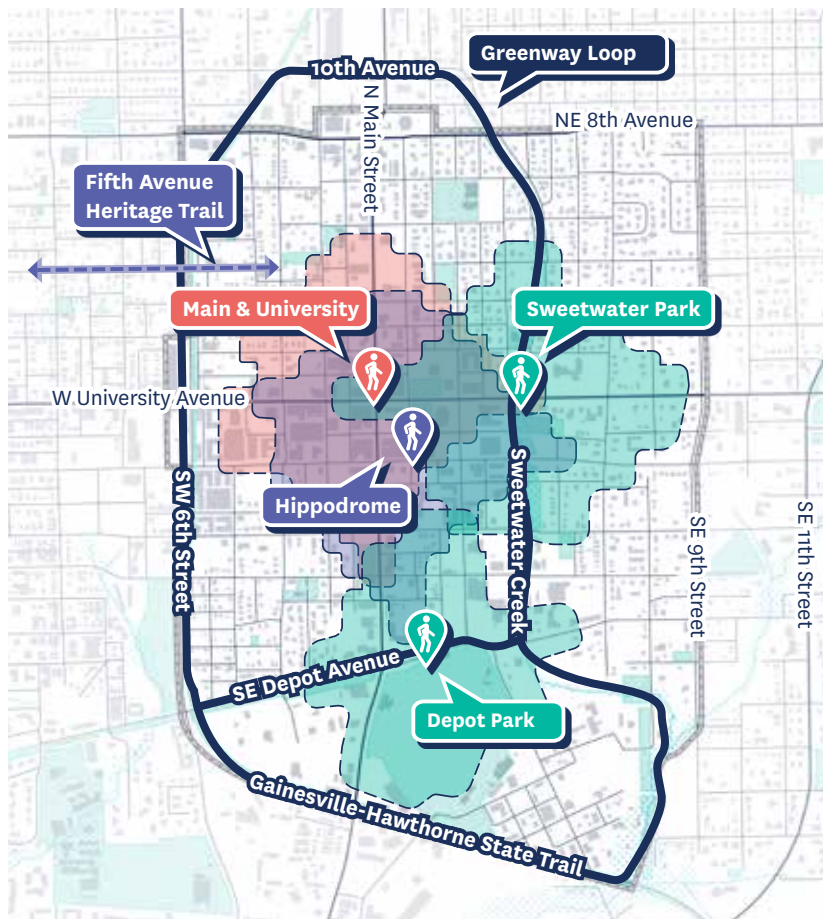 Greenway Loop
10th Avenue
N Main Street
NE 8th Avenue
Fifth Avenue
Heritage Trail
Main & University
Sweetwater Park
W University Avenue
Hippodrome
SW 6th Street
Sweetwater Creek
SE 9th Street
SE 11th Street
SE Depot Avenue
Depot Park
Gainesville-Hawthorne State Trail